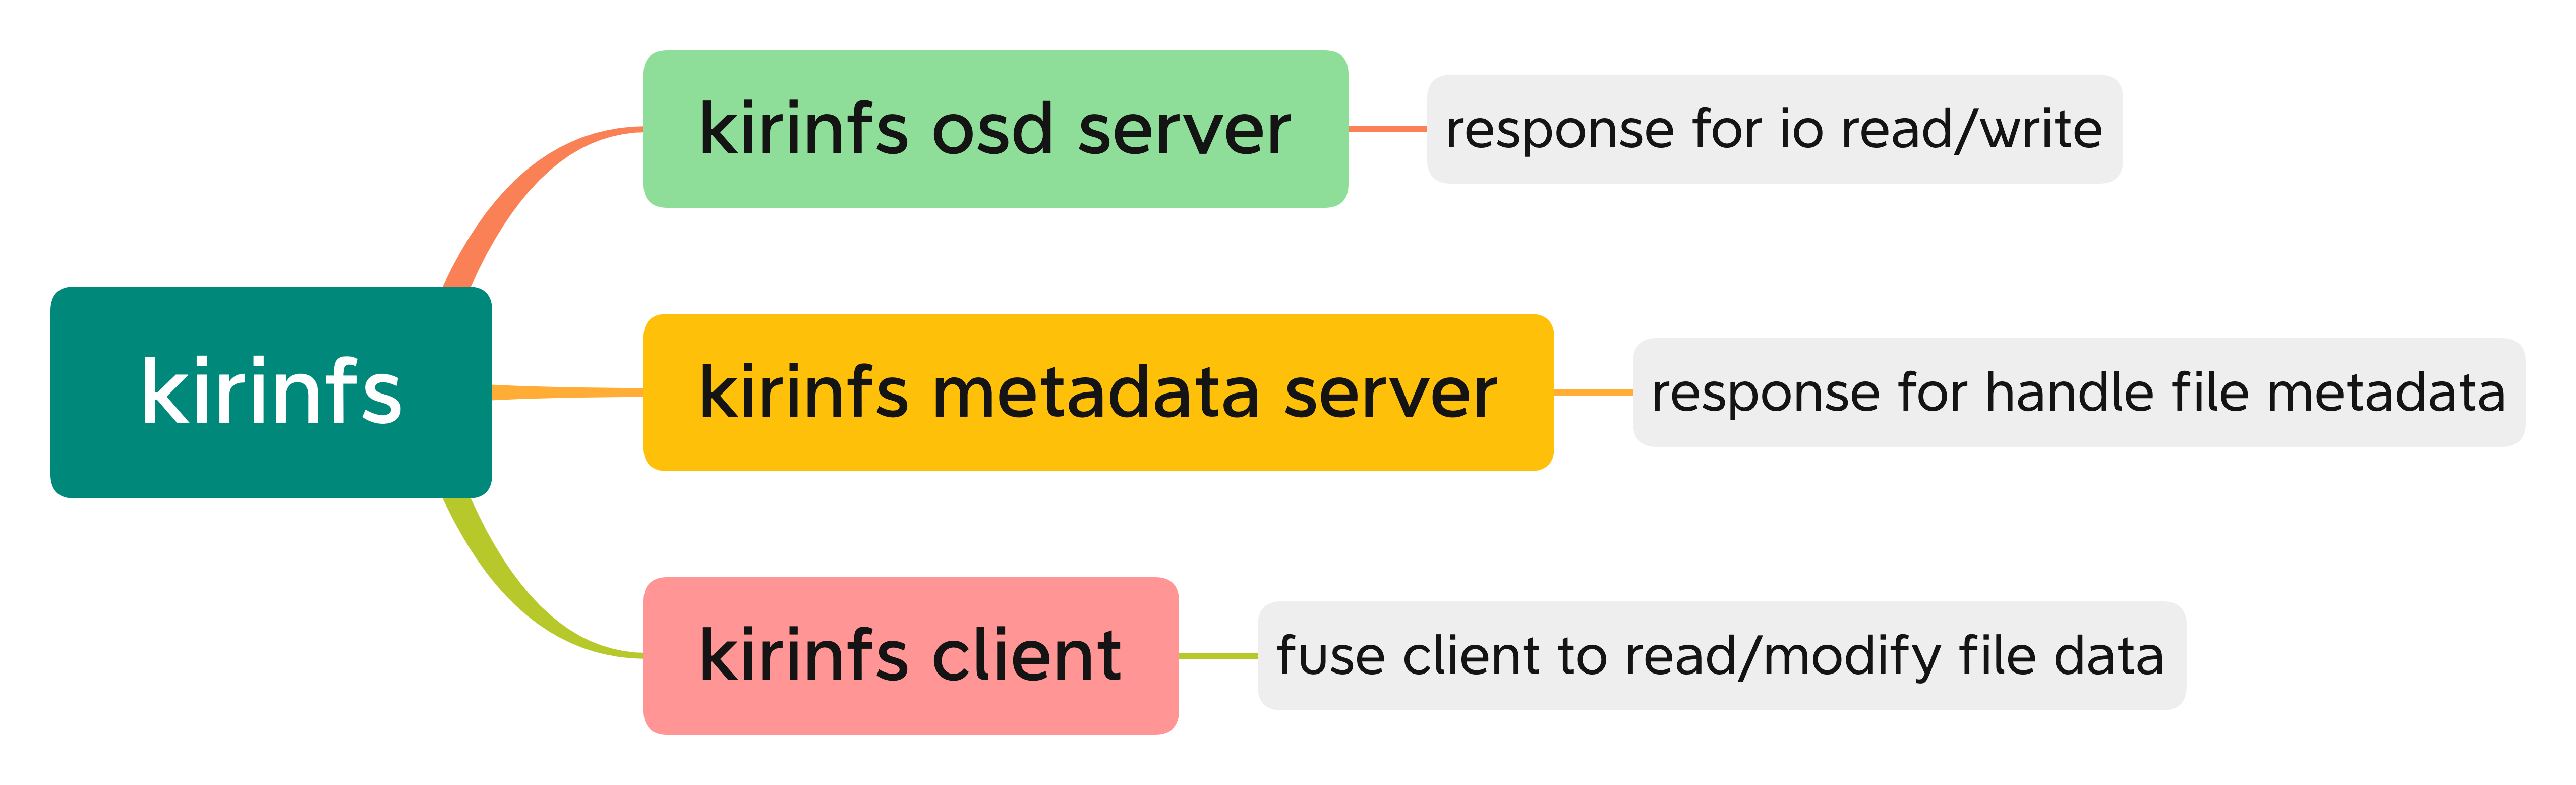 kirinfs
kirinfs osd server
response for io read/write
kirinfs metadata server
response for handle file metadata
kirinfs client
fuse client to read/modify file data